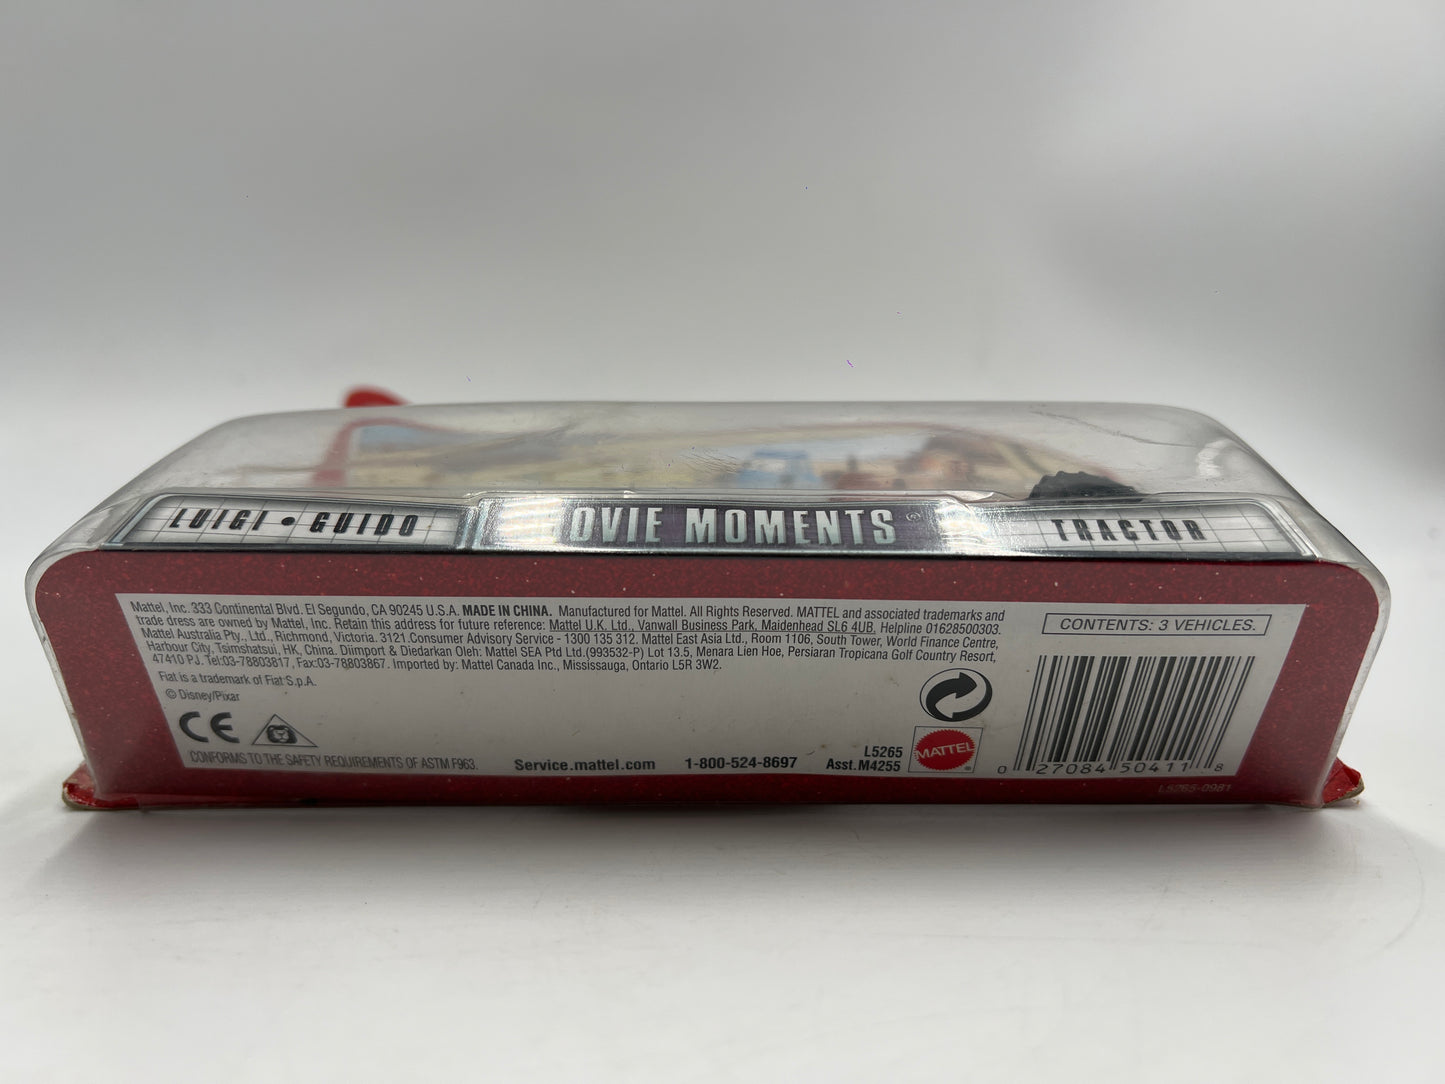 LUIGI • GUIDO
OVIE MOMENTS
TRACTOR
Mattel, Inc. 333 Continental Blvd. El Segundo, CA 90245 U.S.A. MADE IN CHINA. Manufactured for Mattel. All Rights Reserved. MATTEL and associated trademarks and
trade dress are owned by Mattel, Inc. Retain this address for future reference: Mattel U.K. Ltd., Vanwall Business Park, Maidenhead SL6 4UB. Helpline 01628500303.
Mattel Australia Pty., Ltd., Richmond, Victoria. 3121.Consumer Advisory Service - 1300 135 312. Mattel East Asia Ltd., Room 1106, South Tower, World Finance Centre,
Harbour City, Tsimshatsui, HK, China. Diimport & Diedarkan Oleh: Mattel SEA Ptd Ltd.(993532-P) Lot 13.5, Menara Lien Hoe, Persiaran Tropicana Golf Country Resort,
47410 PJ. Tel:03-78803817, Fax:03-78803867. Imported by: Mattel Canada Inc., Mississauga, Ontario L5R 3W2.
Fiat is a trademark of Fiat S.p.A.
© Disney/Pixar
CE
CONFORMS TO THE SAFETY REQUIREMENTS OF ASTM F963.
Service.mattel.com
1-800-524-8697
L5265
Asst. M4255
MATTEL
®
CONTENTS: 3 VEHICLES.
0 27084 50411 8
L5265-0981